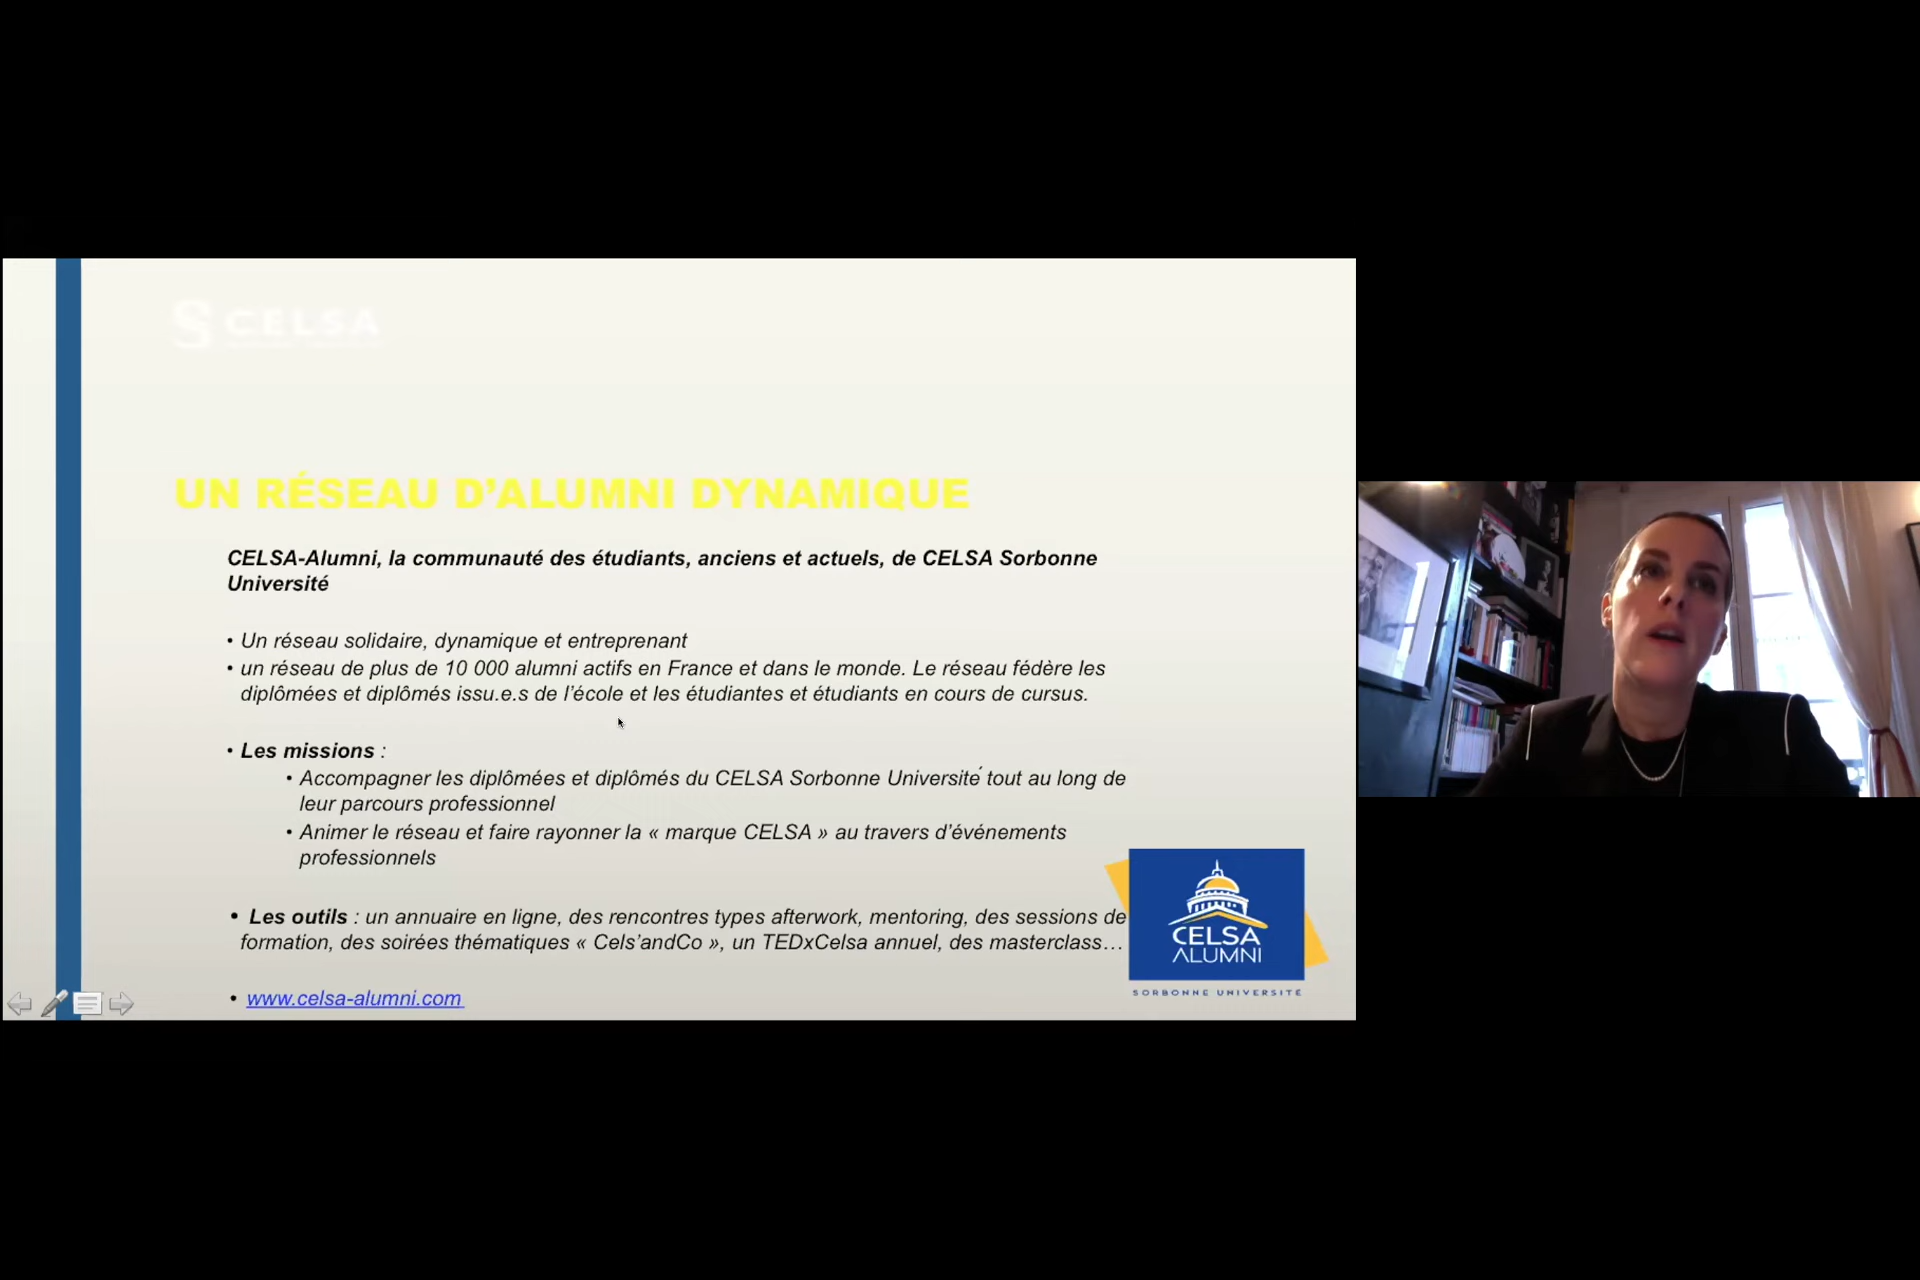 CELSA
UN RÉSEAU D’ALUMNI DYNAMIQUE
CELSA-Alumni, la communauté des étudiants, anciens et actuels, de CELSA Sorbonne
Université
• Un réseau solidaire, dynamique et entreprenant
• un réseau de plus de 10 000 alumni actifs en France et dans le monde. Le réseau fédère les
diplômées et diplômés issu.e.s de l’école et les étudiantes et étudiants en cours de cursus.
• Les missions :
• Accompagner les diplômées et diplômés du CELSA Sorbonne Université tout au long de
leur parcours professionnel
• Animer le réseau et faire rayonner la « marque CELSA » au travers d’événements
professionnels
• Les outils : un annuaire en ligne, des rencontres types afterwork, mentoring, des sessions de
formation, des soirées thématiques « Cels’andCo », un TEDxCelsa annuel, des masterclass…
• www.celsa-alumni.com
CELSA
ALUMNI
SORBONNE UNIVERSITÉ